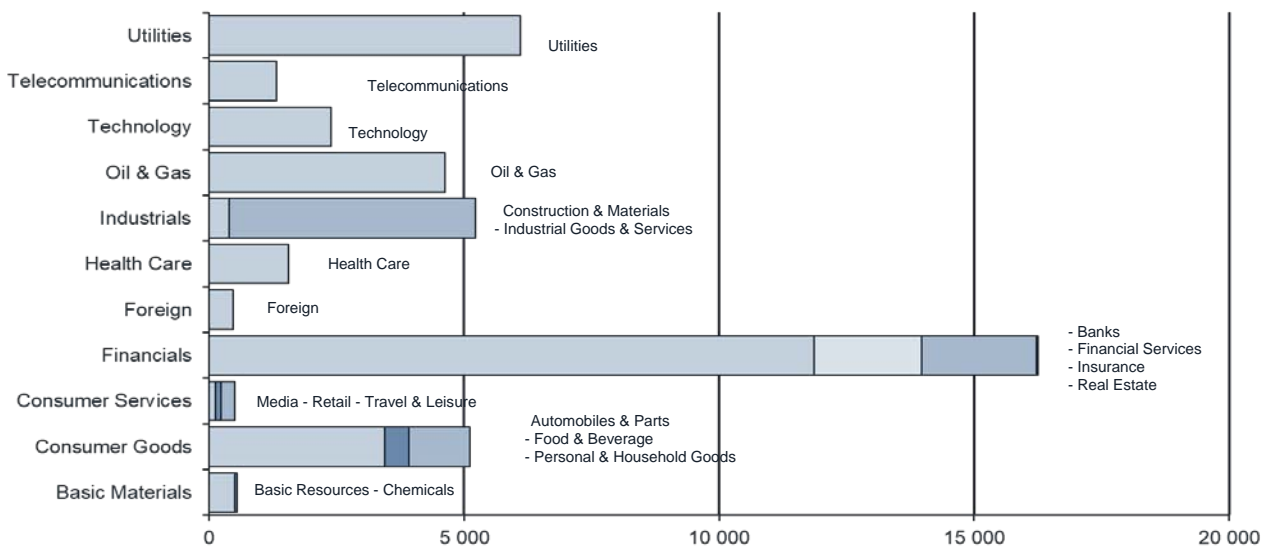 Utilities
Utilities
Telecommunications
Telecommunications
Technology
Technology
Oil & Gas
Oil & Gas
Industrials
Construction & Materials
- Industrial Goods & Services
Health Care
Health Care
Foreign
Foreign
Financials
- Banks
- Financial Services
- Insurance
- Real Estate
Consumer Services
Media - Retail - Travel & Leisure
Consumer Goods
Automobiles & Parts
- Food & Beverage
- Personal & Household Goods
Basic Materials
Basic Resources - Chemicals
0 5 000 10 000 15 000 20 000